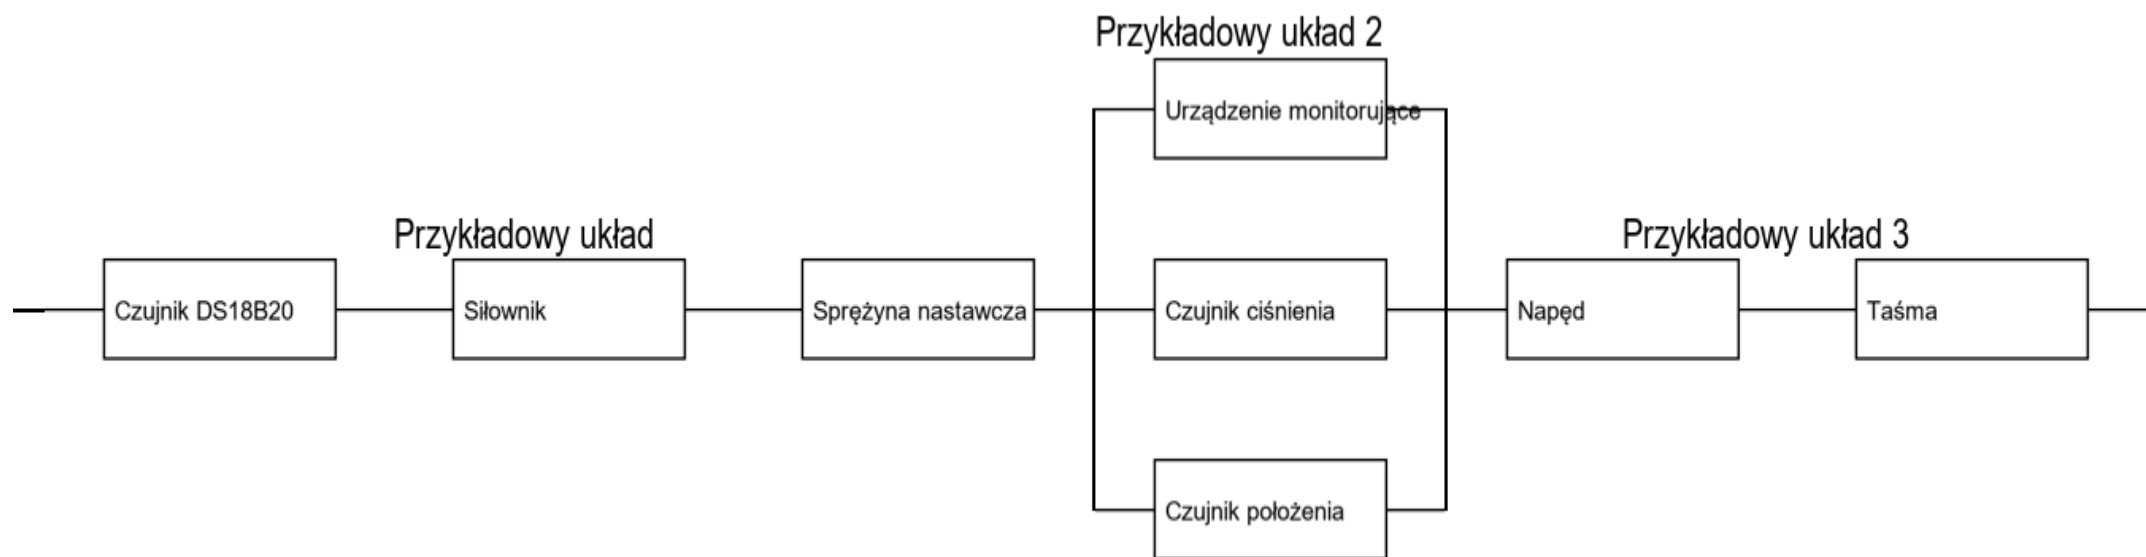 Przykładowy układ 2
Urządzenie monitorujące
Przykładowy układ
Przykładowy układ 3
Czujnik DS18B20
Siłownik
Sprężyna nastawcza
Czujnik ciśnienia
Napęd
Taśma
Czujnik położenia